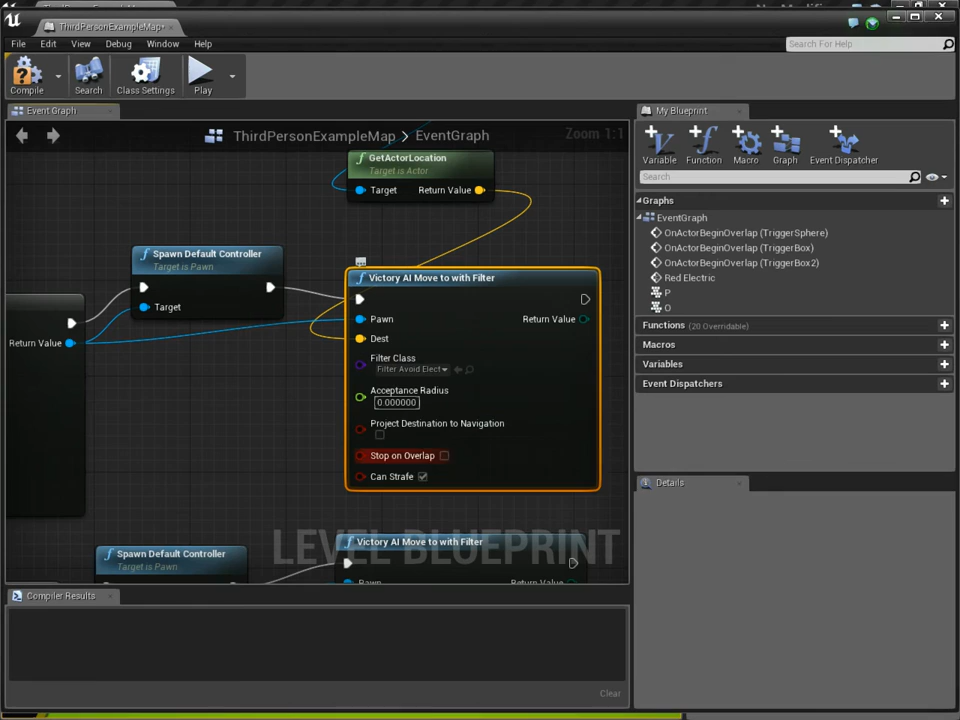 ThirdPersonExampleMap*
File Edit View Debug Window Help
Search For Help
Compile
Search
Class Settings
Play
Event Graph
ThirdPersonExampleMap > EventGraph
Zoom 1:1
GetActorLocation
Target is Actor
Target Return Value
Spawn Default Controller
Target is Pawn
Target
Return Value
Victory AI Move to with Filter
Pawn Return Value
Dest
Filter Class
Filter Avoid Elect
Acceptance Radius
0.000000
Project Destination to Navigation
Stop on Overlap
Can Strafe
LEVEL BLUEPRINT
Spawn Default Controller
Target is Pawn
Victory AI Move to with Filter
Pawn Return Value
My Blueprint
Variable
Function
Macro
Graph
Event Dispatcher
Search
Graphs
EventGraph
OnActorBeginOverlap (TriggerSphere)
OnActorBeginOverlap (TriggerBox)
OnActorBeginOverlap (TriggerBox2)
Red Electric
P
O
Functions (20 Overridable)
Macros
Variables
Event Dispatchers
Details
Compiler Results
Clear